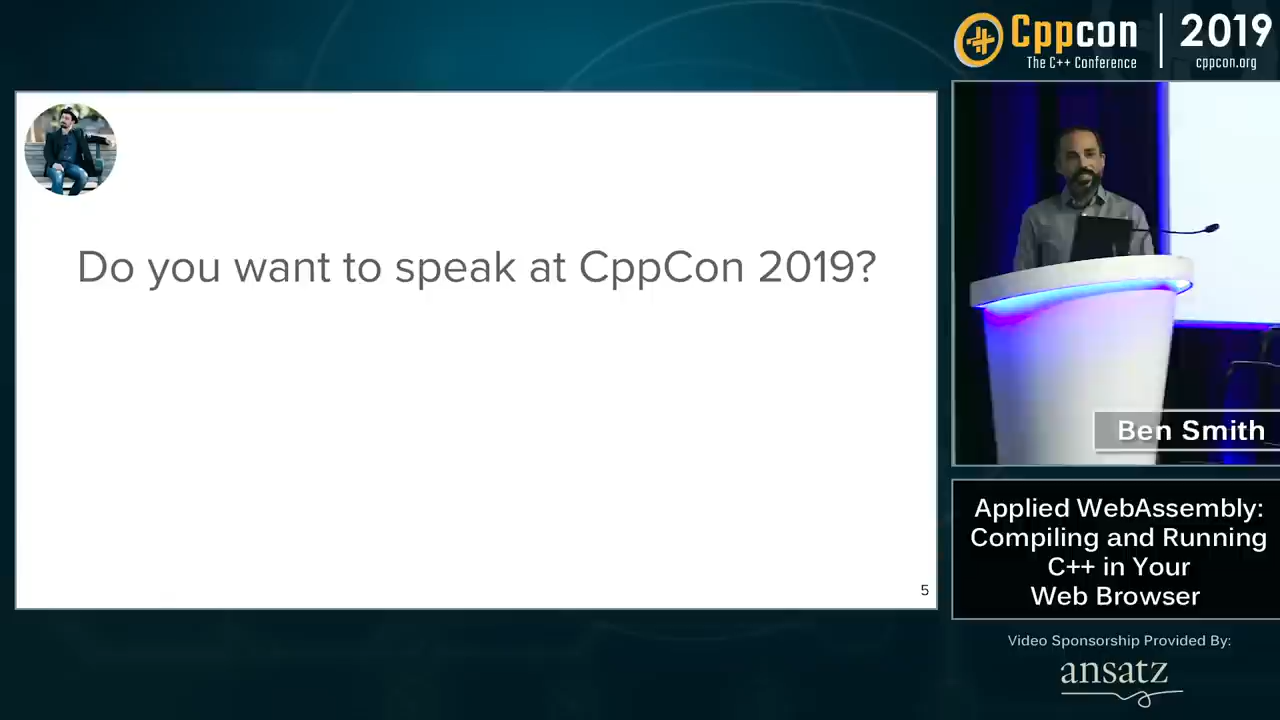 Do you want to speak at CppCon 2019?
5
Cppcon
The C++ Conference
2019
cppcon.org
Ben Smith
Applied WebAssembly:
Compiling and Running
C++ in Your
Web Browser
Video Sponsorship Provided By:
ansatz